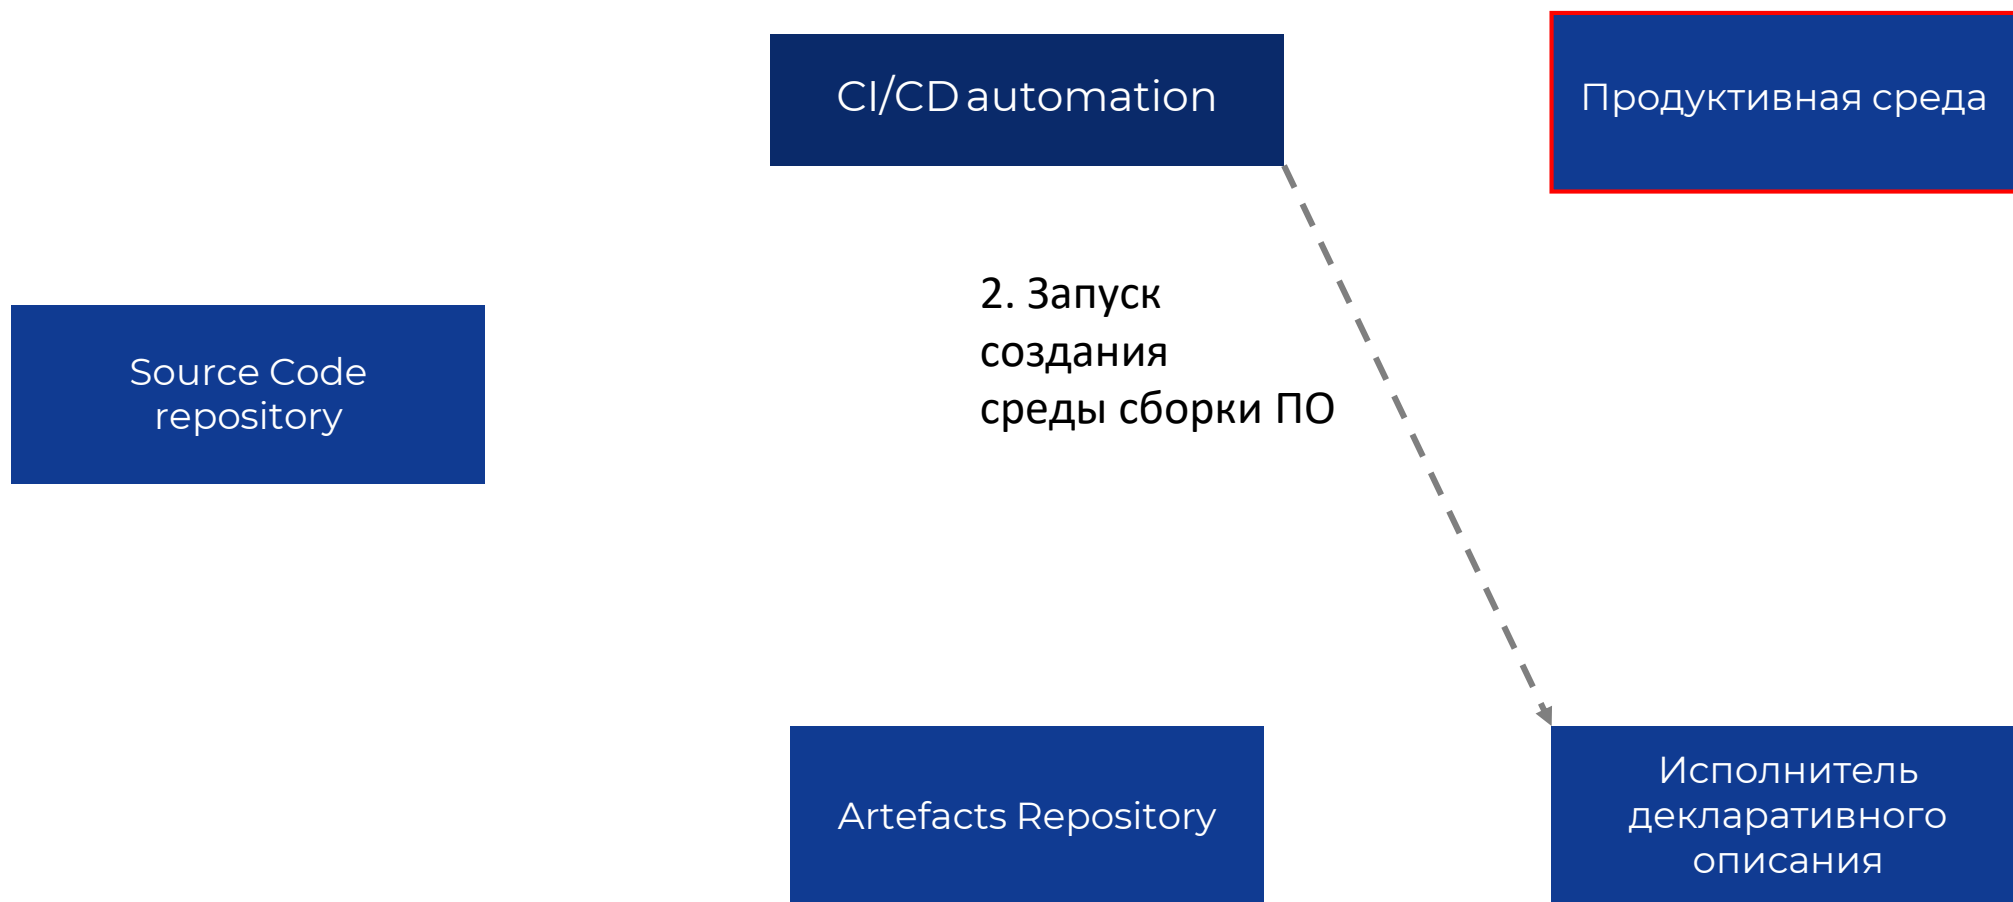 CI/CD automation
Продуктивная среда
2. Запуск
создания
среды сборки ПО
Source Code
repository
Artefacts Repository
Исполнитель
декларативного
описания